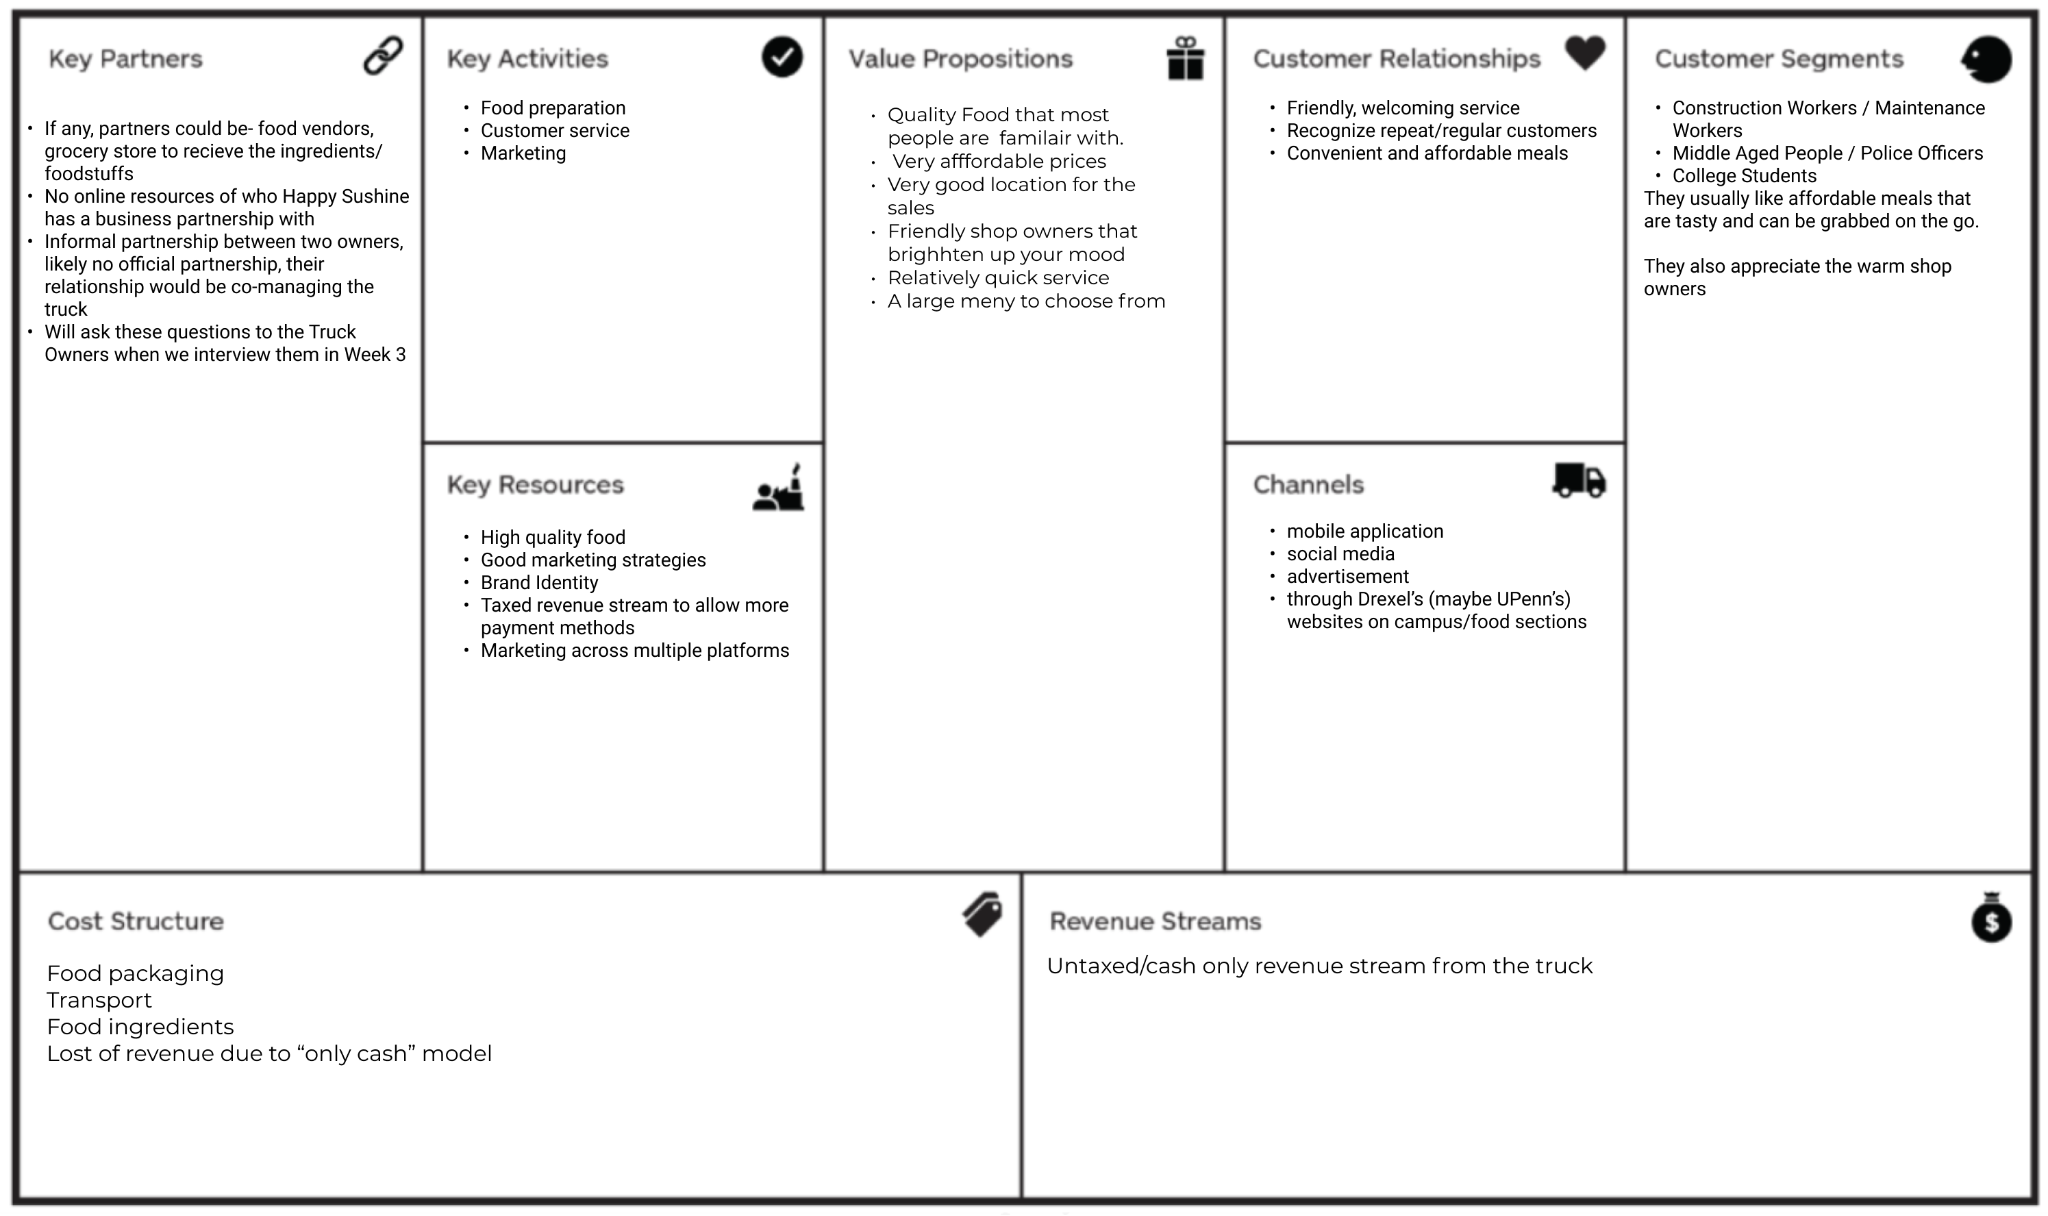 Key Partners
• If any, partners could be- food vendors,
grocery store to recieve the ingredients/
foodstuffs
• No online resources of who Happy Sushine
has a business partnership with
• Informal partnership between two owners,
likely no official partnership, their
relationship would be co-managing the
truck
• Will ask these questions to the Truck
Owners when we interview them in Week 3
Key Activities
• Food preparation
• Customer service
• Marketing
Key Resources
• High quality food
• Good marketing strategies
• Brand Identity
• Taxed revenue stream to allow more
payment methods
• Marketing across multiple platforms
Value Propositions
• Quality Food that most
people are familair with.
• Very afffordable prices
• Very good location for the
sales
• Friendly shop owners that
brighhten up your mood
• Relatively quick service
• A large meny to choose from
Customer Relationships
• Friendly, welcoming service
• Recognize repeat/regular customers
• Convenient and affordable meals
Channels
• mobile application
• social media
• advertisement
• through Drexel's (maybe UPenn's)
websites on campus/food sections
Customer Segments
• Construction Workers / Maintenance
Workers
• Middle Aged People / Police Officers
• College Students
They usually like affordable meals that
are tasty and can be grabbed on the go.
They also appreciate the warm shop
owners
Cost Structure
Food packaging
Transport
Food ingredients
Lost of revenue due to “only cash” model
Revenue Streams
$
Untaxed/cash only revenue stream from the truck